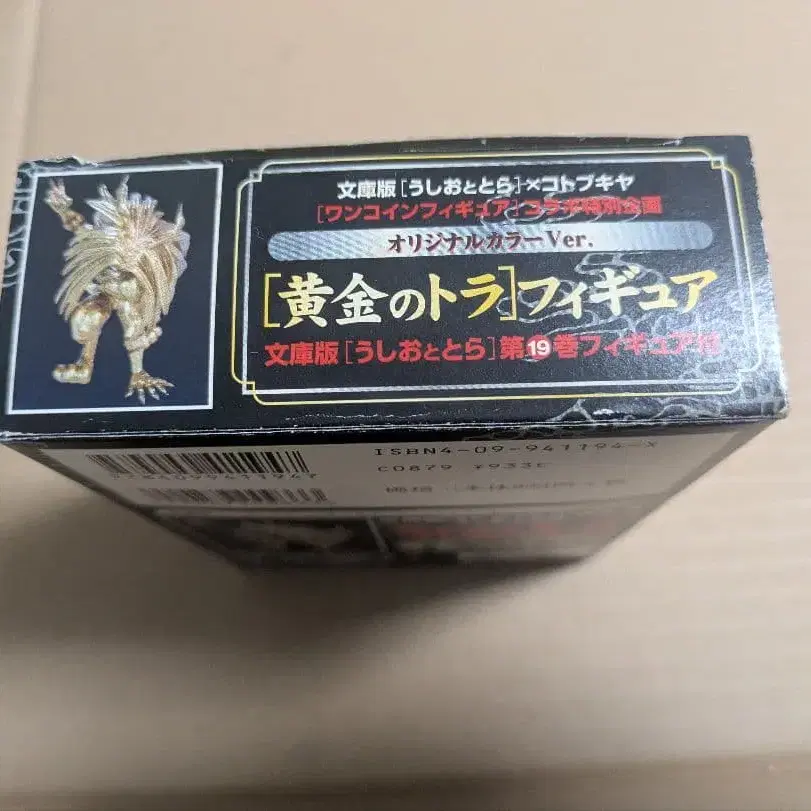 文庫版[うしおととら]×コトブキヤ
[ワンコインフィギュア]コラボ特別企画
オリジナルカラーVer.
[黄金のトラ]フィギュア
文庫版[うしおととら]第19巻フィギュア付
ISBN4-09-941194-X
C0879 ¥933E
9784099411947